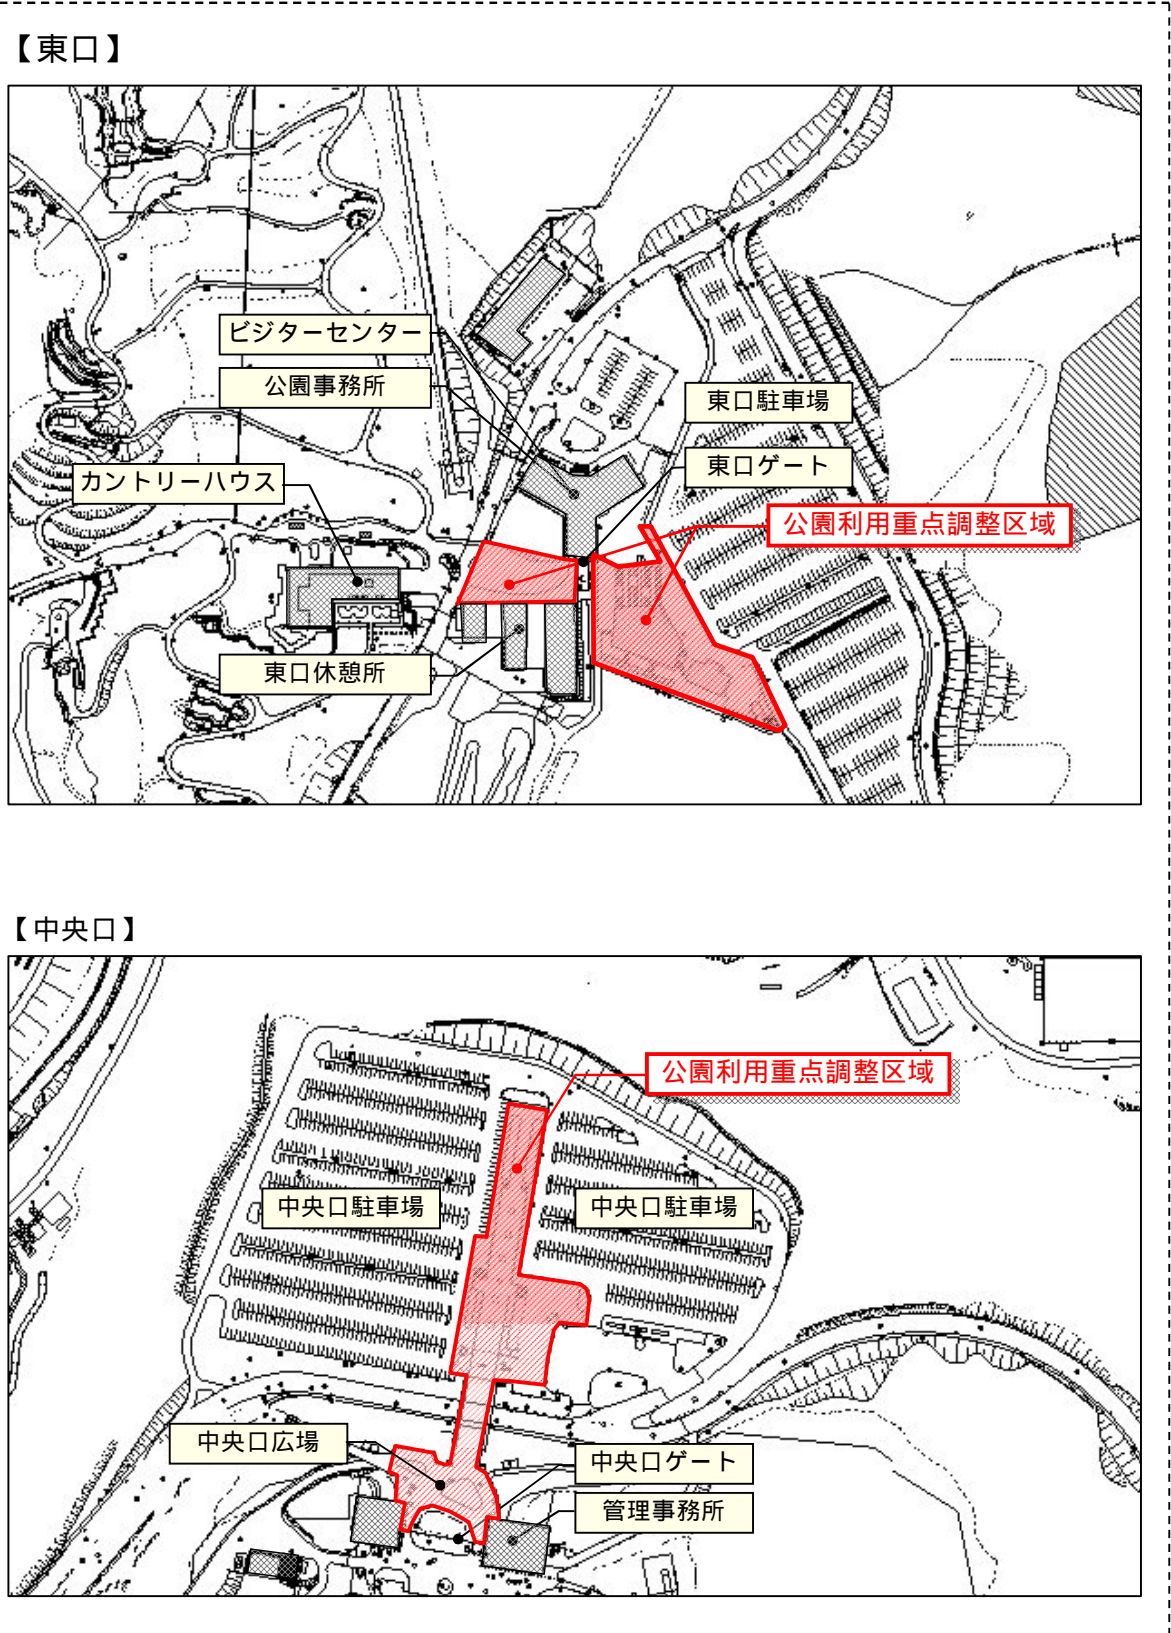 【東口】
ビジターセンター
公園事務所
東口駐車場
東口ゲート
カントリーハウス
公園利用重点調整区域
東口休憩所
【中央口】
公園利用重点調整区域
中央口駐車場
中央口駐車場
中央口広場
中央口ゲート
管理事務所